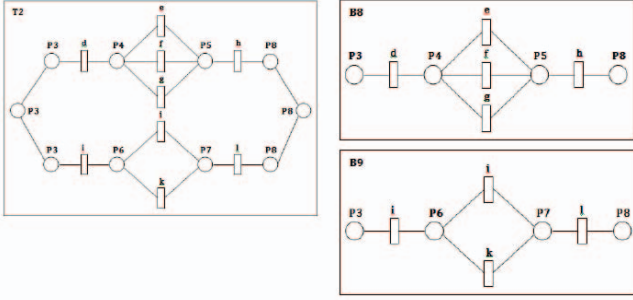 T2
e
P3 d P4 f P5 h P8
g
P3 P8
i
P3 i P6 P7 l P8
k
B8
e
P3 d P4 f P5 h P8
g
B9
i
P3 i P6 P7 l P8
k